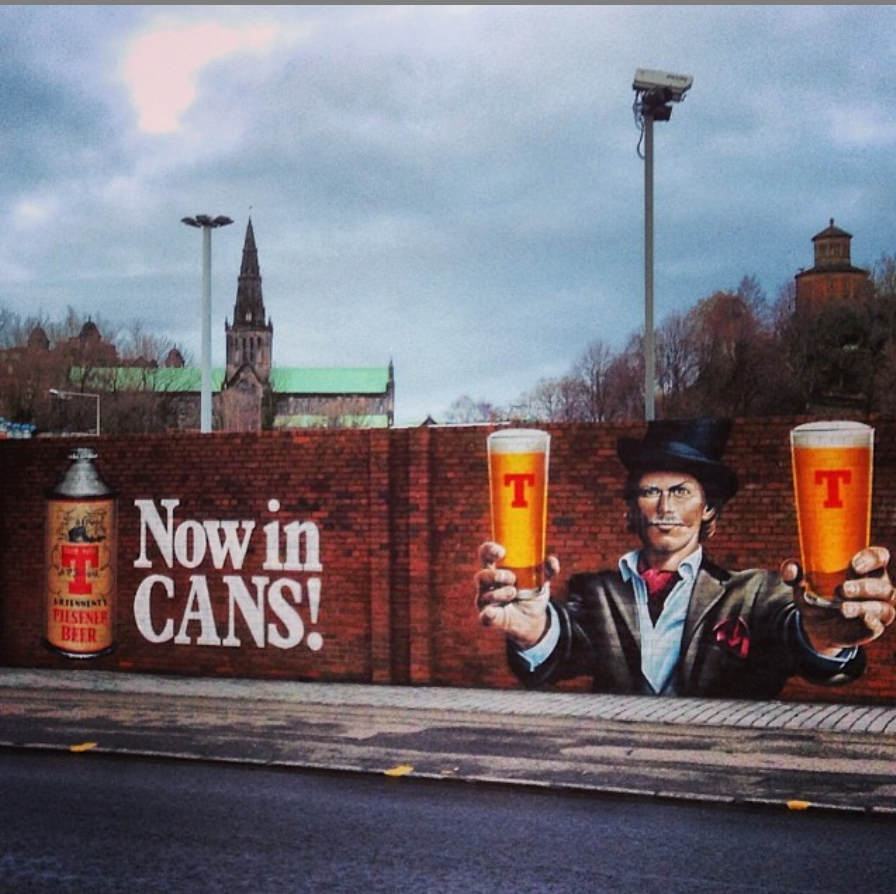 T
J & R TENNENT'S
PILSENER
BEER
Now in
CANS!
T
T